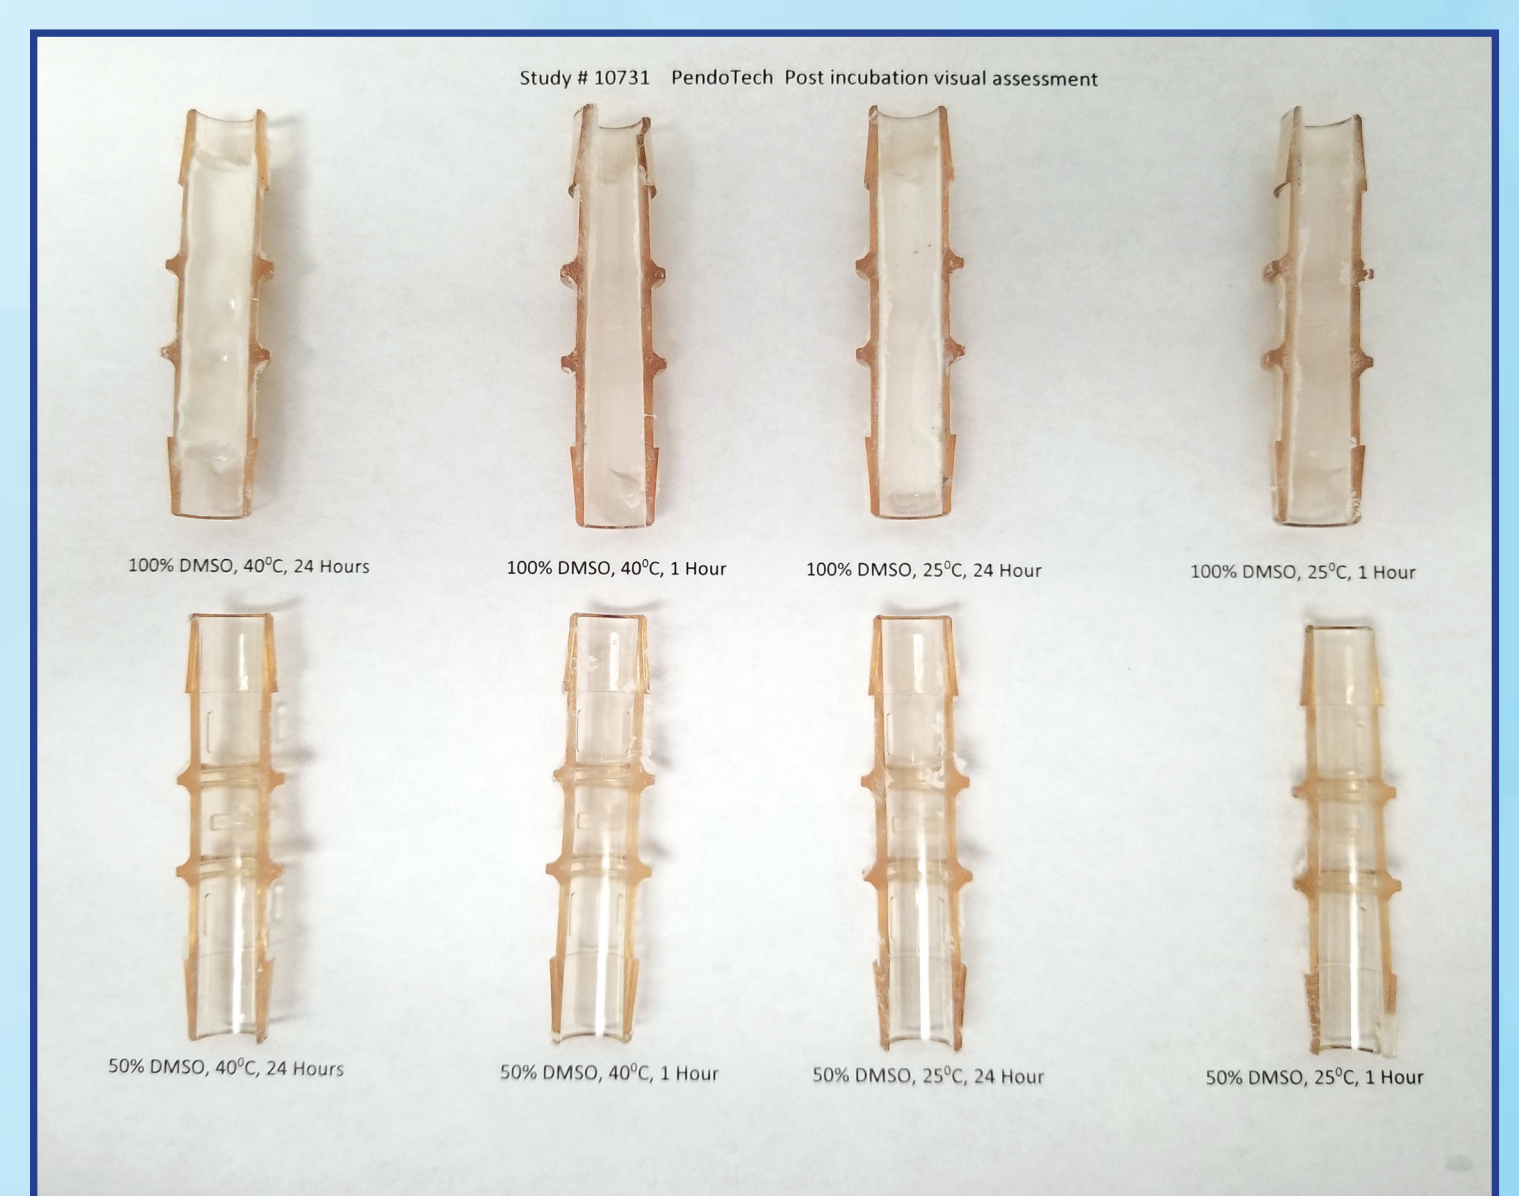 Study # 10731 PendoTech Post incubation visual assessment
100% DMSO, 40⁰C, 24 Hours
100% DMSO, 40⁰C, 1 Hour
100% DMSO, 25⁰C, 24 Hour
100% DMSO, 25⁰C, 1 Hour
50% DMSO, 40⁰C, 24 Hours
50% DMSO, 40⁰C, 1 Hour
50% DMSO, 25⁰C, 24 Hour
50% DMSO, 25⁰C, 1 Hour